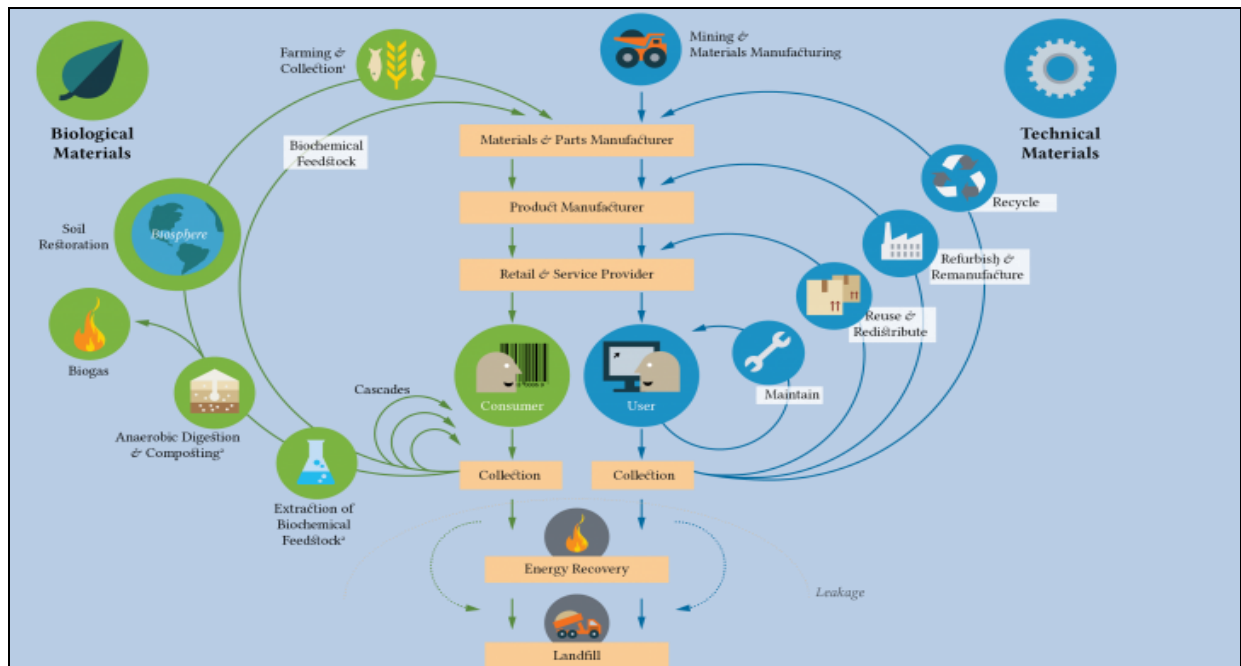 Farming &
Collection¹
Mining &
Materials Manufacturing
Biological
Materials
Technical
Materials
Biochemical
Feedstock
Materials & Parts Manufacturer
Recycle
Product Manufacturer
Soil
Restoration
Biosphere
Refurbish &
Remanufacture
Retail & Service Provider
Reuse &
Redistribute
Biogas
Cascades
Consumer
User
Maintain
Anaerobic Digestion
& Composting²
Collection
Collection
Extraction of
Biochemical
Feedstock²
Energy Recovery
Leakage
Landfill